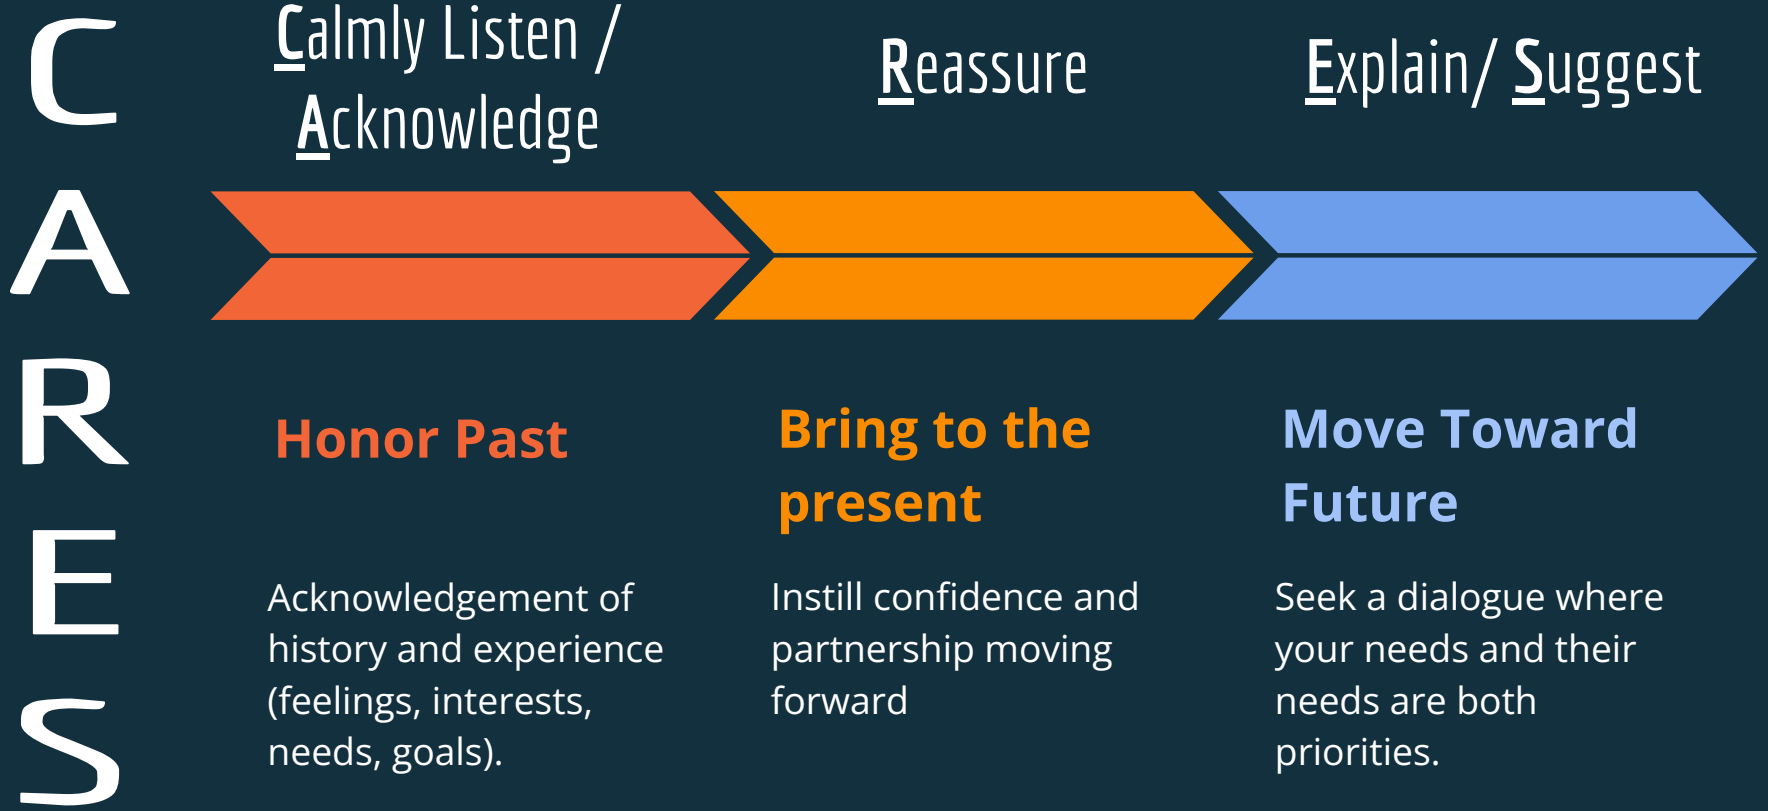 C
A
R
E
S
Calmly Listen /
Acknowledge
Reassure
Explain/ Suggest
Honor Past
Acknowledgement of
history and experience
(feelings, interests,
needs, goals).
Bring to the
present
Instill confidence and
partnership moving
forward
Move Toward
Future
Seek a dialogue where
your needs and their
needs are both
priorities.